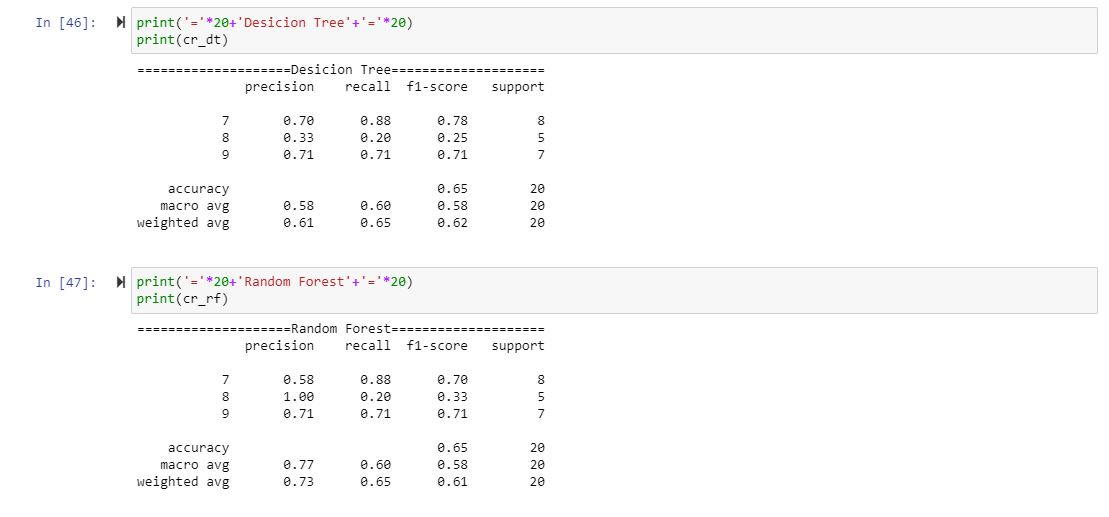 In [46]: print('='*20+'Desicion Tree'+'='*20)
print(cr_dt)
====================Desicion Tree====================
precision recall f1-score support
7 0.70 0.88 0.78 8
8 0.33 0.20 0.25 5
9 0.71 0.71 0.71 7
accuracy 0.65 20
macro avg 0.58 0.60 0.58 20
weighted avg 0.61 0.65 0.62 20
In [47]: print('='*20+'Random Forest'+'='*20)
print(cr_rf)
====================Random Forest====================
precision recall f1-score support
7 0.58 0.88 0.70 8
8 1.00 0.20 0.33 5
9 0.71 0.71 0.71 7
accuracy 0.65 20
macro avg 0.77 0.60 0.58 20
weighted avg 0.73 0.65 0.61 20